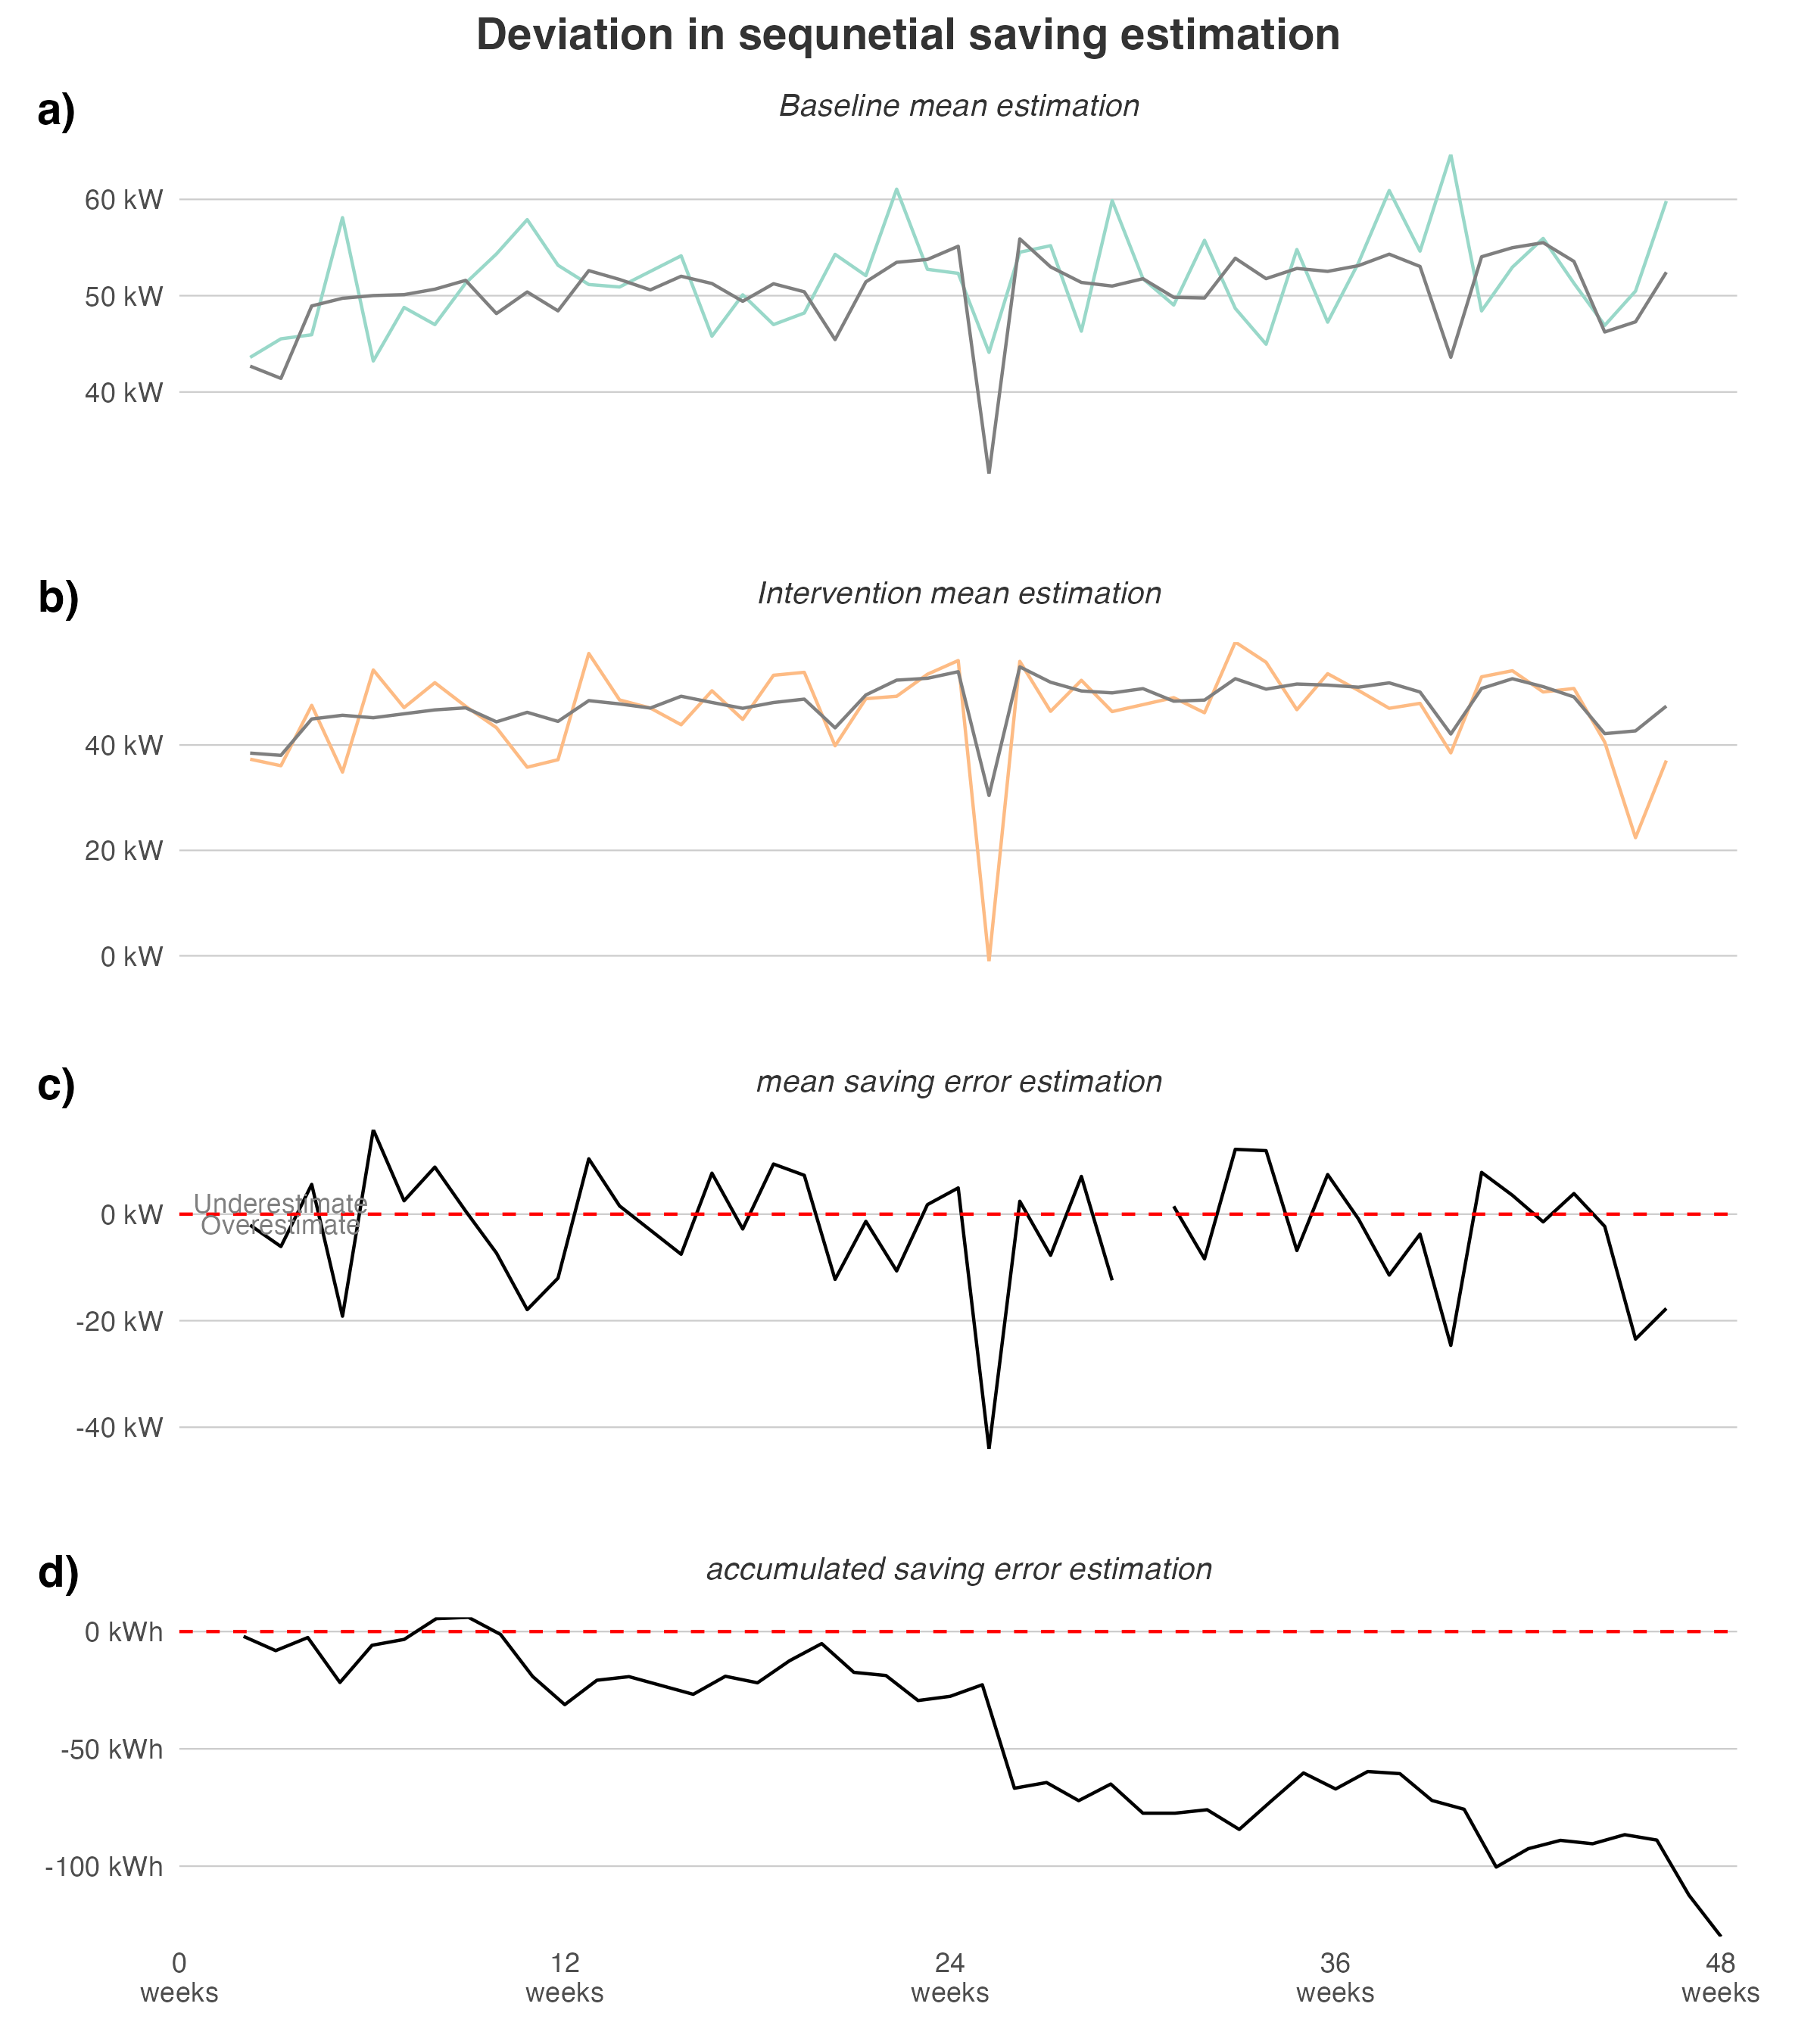 Deviation in sequnetial saving estimation
a)
Baseline mean estimation
60 kW
50 kW
40 kW
b)
Intervention mean estimation
40 kW
20 kW
0 kW
c)
mean saving error estimation
Underestimate
0 kW
Overestimate
-20 kW
-40 kW
d)
accumulated saving error estimation
0 kWh
-50 kWh
-100 kWh
0 12 24 36 48
weeks weeks weeks weeks weeks